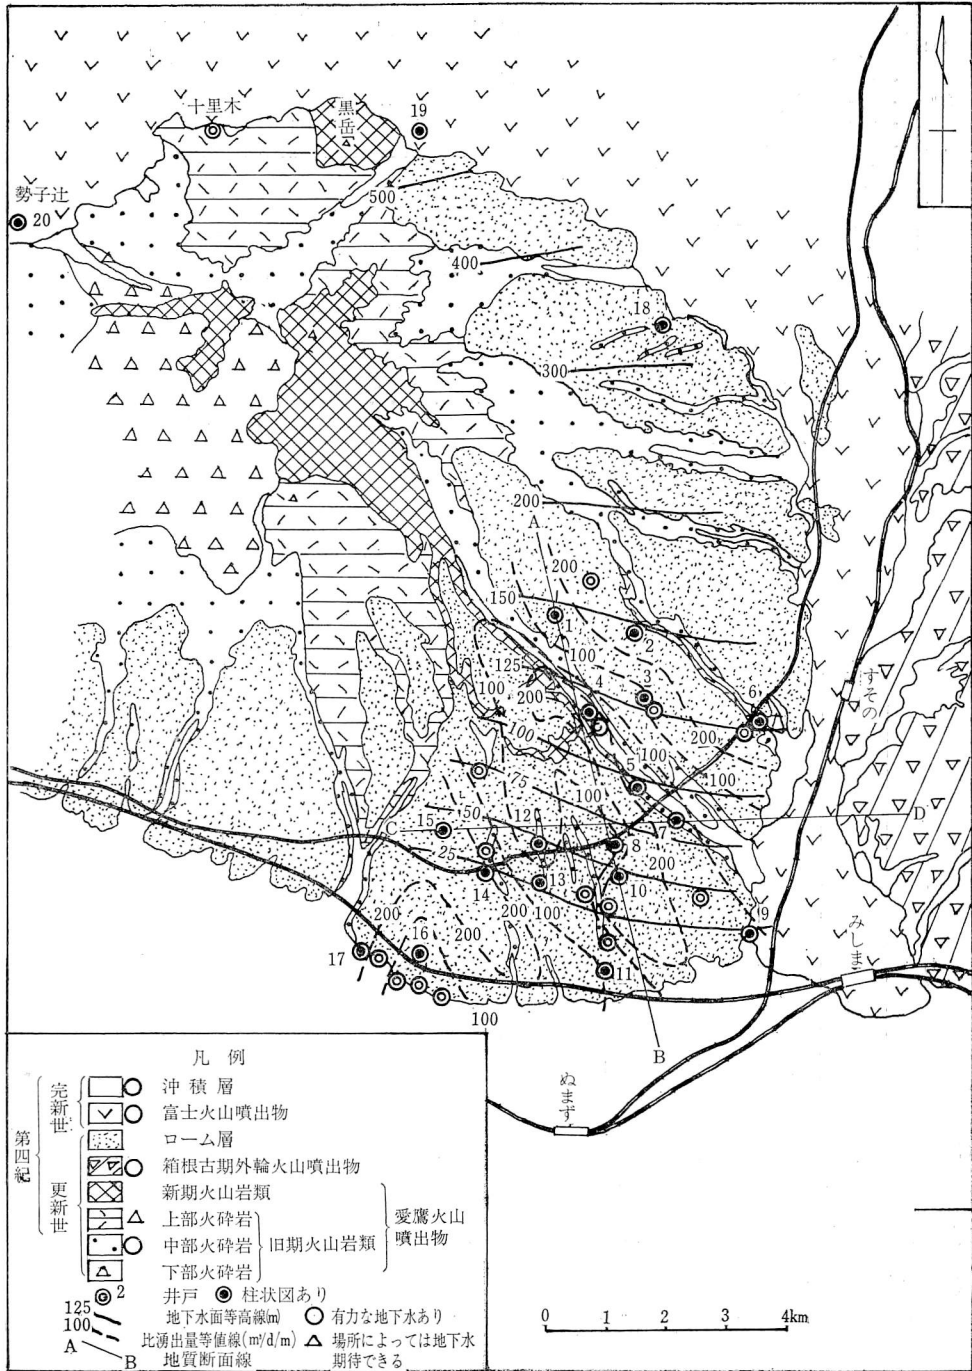 十里木
黒岳
19
勢子辻
20
500
400
18
300
200
A
200
150
1
2
100
125
3
4
100
200
6
すその
100
200
100
5
100
75
100
15
50
12
C
7
D
25
8
200
14
13
10
200
100
9
みしま
200
16
200
17
11
100
B
ぬまず
凡例
第四紀
完新世
沖積層
富士火山噴出物
更新世
ローム層
箱根古期外輪火山噴出物
新期火山岩類
上部火砕岩
中部火砕岩
下部火砕岩
旧期火山岩類
愛鷹火山
噴出物
2 井戸 柱状図あり
125 地下水面等高線(m) 有力な地下水あり
100 比湧出量等値線(m³/d/m) 場所によっては地下水
期待できる
A B 地質断面線
0 1 2 3 4km